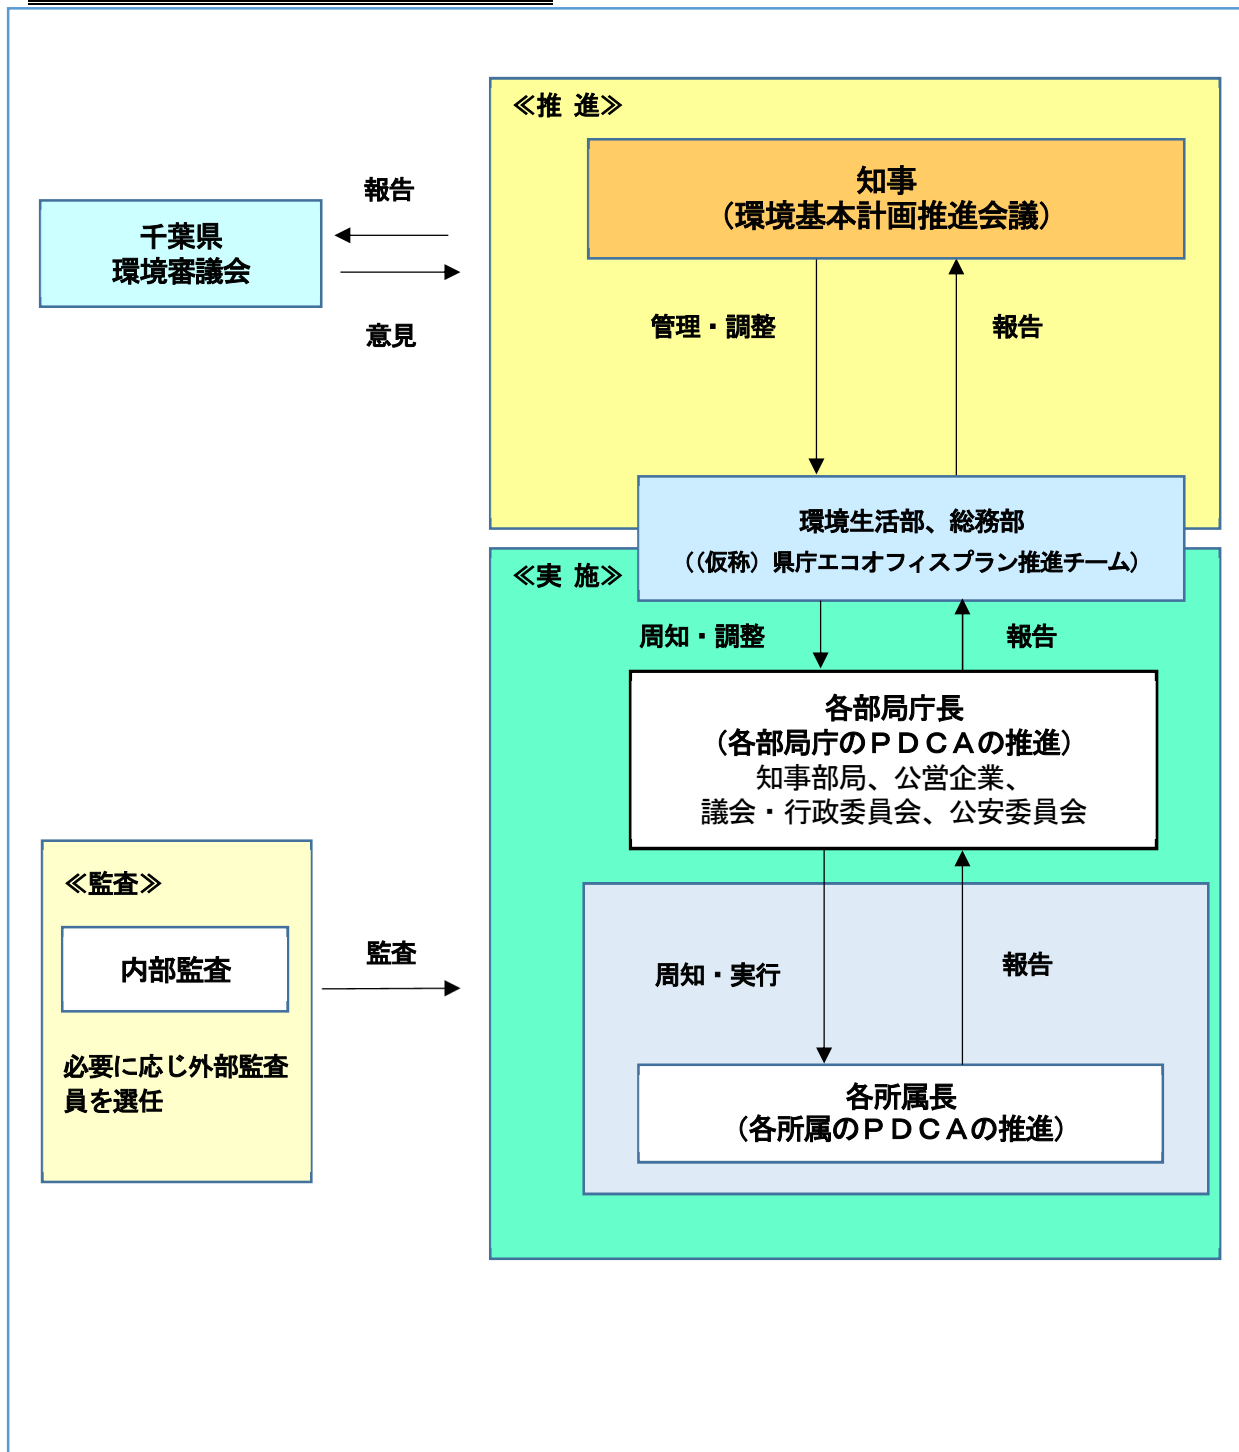 ≪推 進≫
知事
（環境基本計画推進会議）
報告
千葉県
環境審議会
意見
管理・調整
報告
環境生活部、総務部
（（仮称）県庁エコオフィスプラン推進チーム）
≪実 施≫
周知・調整
報告
各部局庁長
（各部局庁のＰＤＣＡの推進）
知事部局、公営企業、
議会・行政委員会、公安委員会
≪監査≫
内部監査
必要に応じ外部監査
員を選任
監査
周知・実行
報告
各所属長
（各所属のＰＤＣＡの推進）